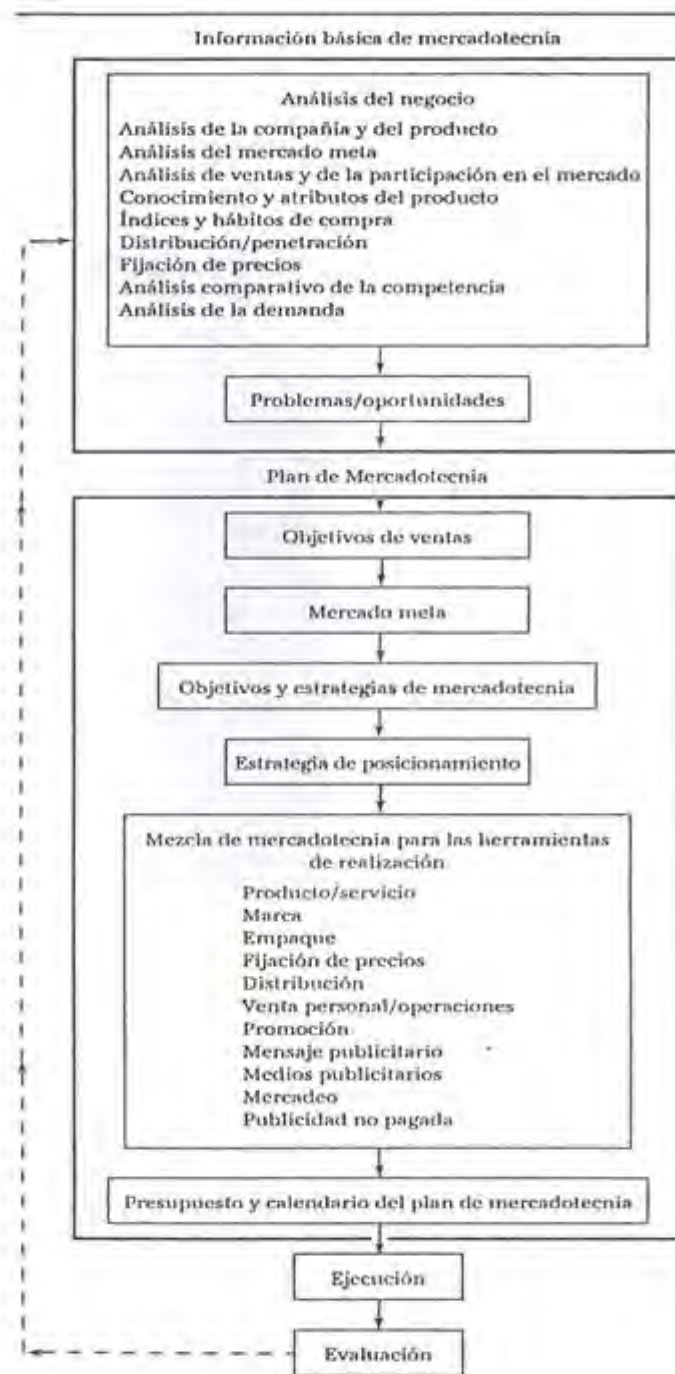 Información básica de mercadotecnia
Análisis del negocio
Análisis de la compañía y del producto
Análisis del mercado meta
Análisis de ventas y de la participación en el mercado
Conocimiento y atributos del producto
Índices y hábitos de compra
Distribución/penetración
Fijación de precios
Análisis comparativo de la competencia
Análisis de la demanda
Problemas/oportunidades
Plan de Mercadotecnia
Objetivos de ventas
Mercado meta
Objetivos y estrategias de mercadotecnia
Estrategia de posicionamiento
Mezcla de mercadotecnia para las herramientas
de realización
Producto/servicio
Marca
Empaque
Fijación de precios
Distribución
Venta personal/operaciones
Promoción
Mensaje publicitario
Medios publicitarios
Mercadeo
Publicidad no pagada
Presupuesto y calendario del plan de mercadotecnia
Ejecución
Evaluación